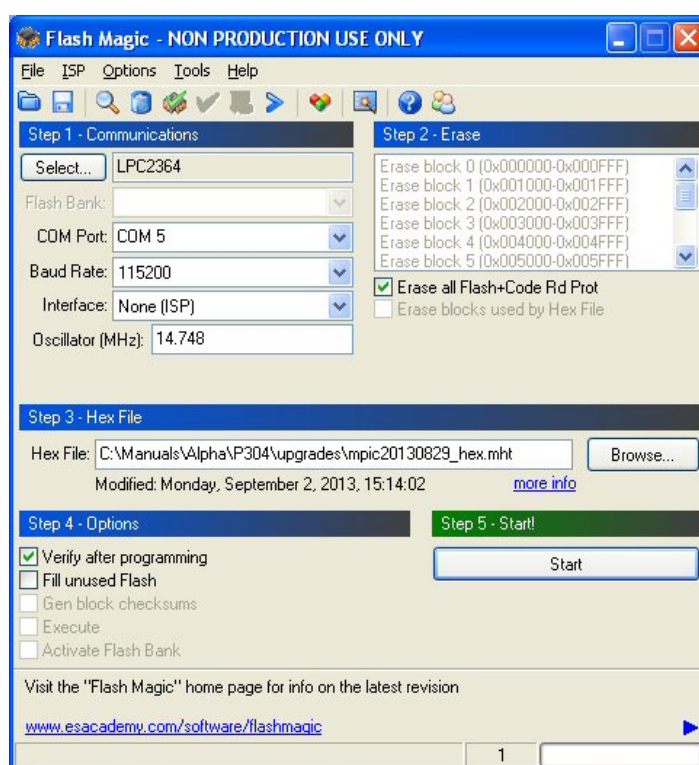 Flash Magic - NON PRODUCTION USE ONLY
File ISP Options Tools Help
Step 1 - Communications
Select... LPC2364
Flash Bank:
COM Port: COM 5
Baud Rate: 115200
Interface: None (ISP)
Oscillator (MHz): 14.748
Step 2 - Erase
Erase block 0 (0x000000-0x000FFF)
Erase block 1 (0x001000-0x001FFF)
Erase block 2 (0x002000-0x002FFF)
Erase block 3 (0x003000-0x003FFF)
Erase block 4 (0x004000-0x004FFF)
Erase block 5 (0x005000-0x005FFF)
Erase all Flash+Code Rd Prot
Erase blocks used by Hex File
Step 3 - Hex File
Hex File: C:\Manuals\Alpha\P304\upgrades\mpic20130829_hex.mht Browse...
Modified: Monday, September 2, 2013, 15:14:02 more info
Step 4 - Options
Verify after programming
Fill unused Flash
Gen block checksums
Execute
Activate Flash Bank
Step 5 - Start!
Start
Visit the "Flash Magic" home page for info on the latest revision
www.esacademy.com/software/flashmagic
1